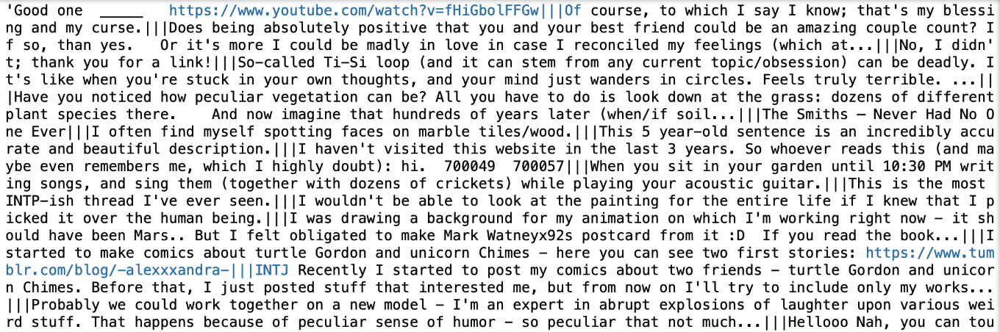 'Good one  _____   https://www.youtube.com/watch?v=fHiGbolFFGw|||Of course, to which I say I know; that's my blessi
ng and my curse.|||Does being absolutely positive that you and your best friend could be an amazing couple count? I
f so, than yes.   Or it's more I could be madly in love in case I reconciled my feelings (which at...|||No, I didn'
t; thank you for a link!|||So-called Ti-Si loop (and it can stem from any current topic/obsession) can be deadly. I
t's like when you're stuck in your own thoughts, and your mind just wanders in circles. Feels truly terrible. ...||
|Have you noticed how peculiar vegetation can be? All you have to do is look down at the grass: dozens of different
plant species there.    And now imagine that hundreds of years later (when/if soil...|||The Smiths – Never Had No O
ne Ever|||I often find myself spotting faces on marble tiles/wood.|||This 5 year-old sentence is an incredibly accu
rate and beautiful description.|||I haven't visited this website in the last 3 years. So whoever reads this (and ma
ybe even remembers me, which I highly doubt): hi.  700049  700057|||When you sit in your garden until 10:30 PM writ
ing songs, and sing them (together with dozens of crickets) while playing your acoustic guitar.|||This is the most
INTP-ish thread I've ever seen.|||I wouldn't be able to look at the painting for the entire life if I knew that I p
icked it over the human being.|||I was drawing a background for my animation on which I'm working right now - it sh
ould have been Mars.. But I felt obligated to make Mark Watneyx92s postcard from it :D  If you read the book...|||I
started to make comics about turtle Gordon and unicorn Chimes - here you can see two first stories: https://www.tum
blr.com/blog/-alexxxandra-|||INTJ Recently I started to post my comics about two friends - turtle Gordon and unicor
n Chimes. Before that, I just posted stuff that interested me, but from now on I'll try to include only my works...
|||Probably we could work together on a new model - I'm an expert in abrupt explosions of laughter upon various wei
rd stuff. That happens because of peculiar sense of humor - so peculiar that not much...|||Hellooo Nah, you can tou